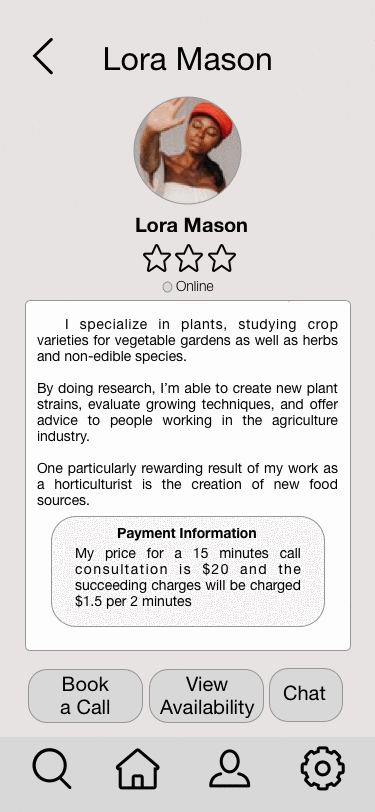 Lora Mason
Lora Mason
Online
I specialize in plants, studying crop
varieties for vegetable gardens as well as herbs
and non-edible species.
By doing research, I'm able to create new plant
strains, evaluate growing techniques, and offer
advice to people working in the agriculture
industry.
One particularly rewarding result of my work as
a horticulturist is the creation of new food
sources.
Payment Information
My price for a 15 minutes call
consultation is $20 and the
succeeding charges will be charged
$1.5 per 2 minutes
Book
a Call
View
Availability
Chat